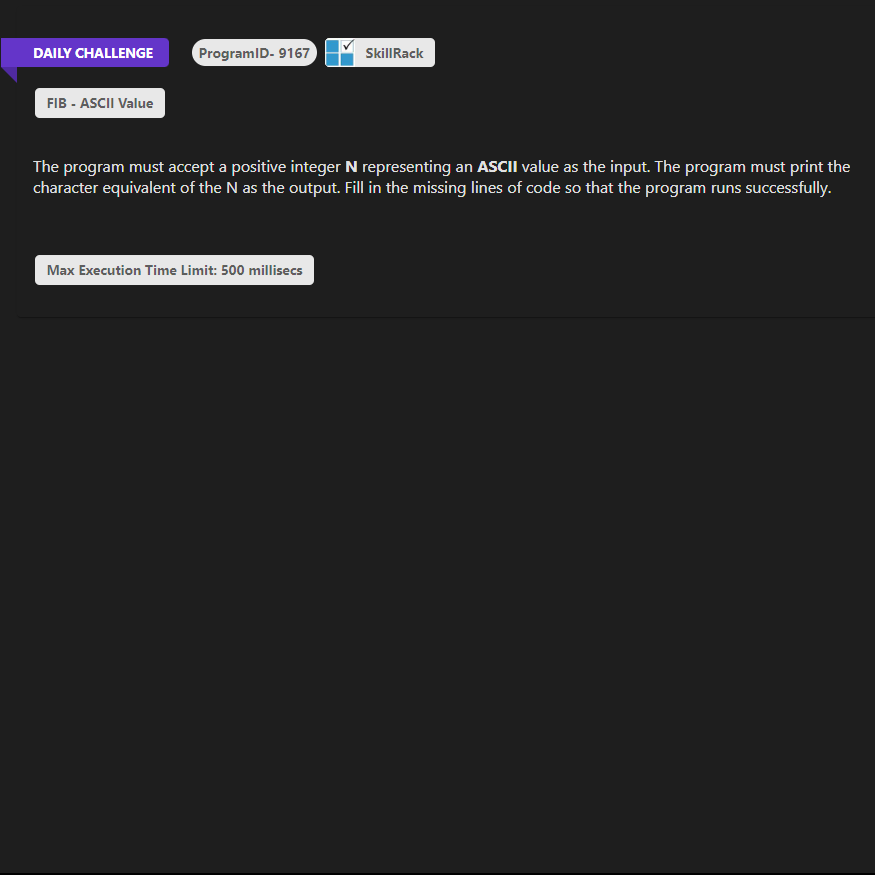 DAILY CHALLENGE ProgramID- 9167 SkillRack
FIB - ASCII Value
The program must accept a positive integer N representing an ASCII value as the input. The program must print the
character equivalent of the N as the output. Fill in the missing lines of code so that the program runs successfully.
Max Execution Time Limit: 500 millisecs